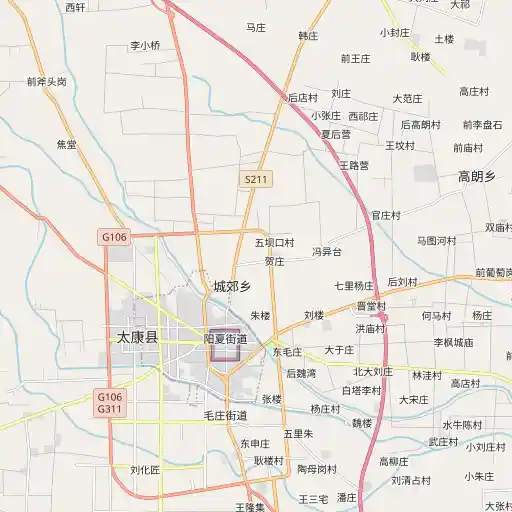 西轩
马庄
韩庄
大刘庄
大祁
小封庄
土楼
耿楼
李小桥
前王庄
前斧头岗
后店村
刘庄
大范庄
高庄村
小张庄
西祁庄
后高朗村
前李盘石
夏后营
焦堂
王坟村
前庙村
王路营
高朗乡
S211
官庄村
双庙村
G106
五坝口村
冯异台
马图河村
贺庄
前葡萄岗
城郊乡
七里杨庄
后刘村
晋堂村
朱楼
刘楼
何马村
杨庄
洪庙村
太康县
阳夏街道
李枫城庙
东毛庄
大于庄
后魏湾
北大刘庄
林洼村
高店村
白塔李村
G106
G311
张楼
大宋庄
毛庄街道
杨庄村
魏楼
水牛陈村
五里朱
武庄村
小刘庄村
东申庄
耿楼村
高柳庄
刘化匠
陶母岗村
刘清占村
小朱庄
王三宅
潘庄
王隆集
大张村